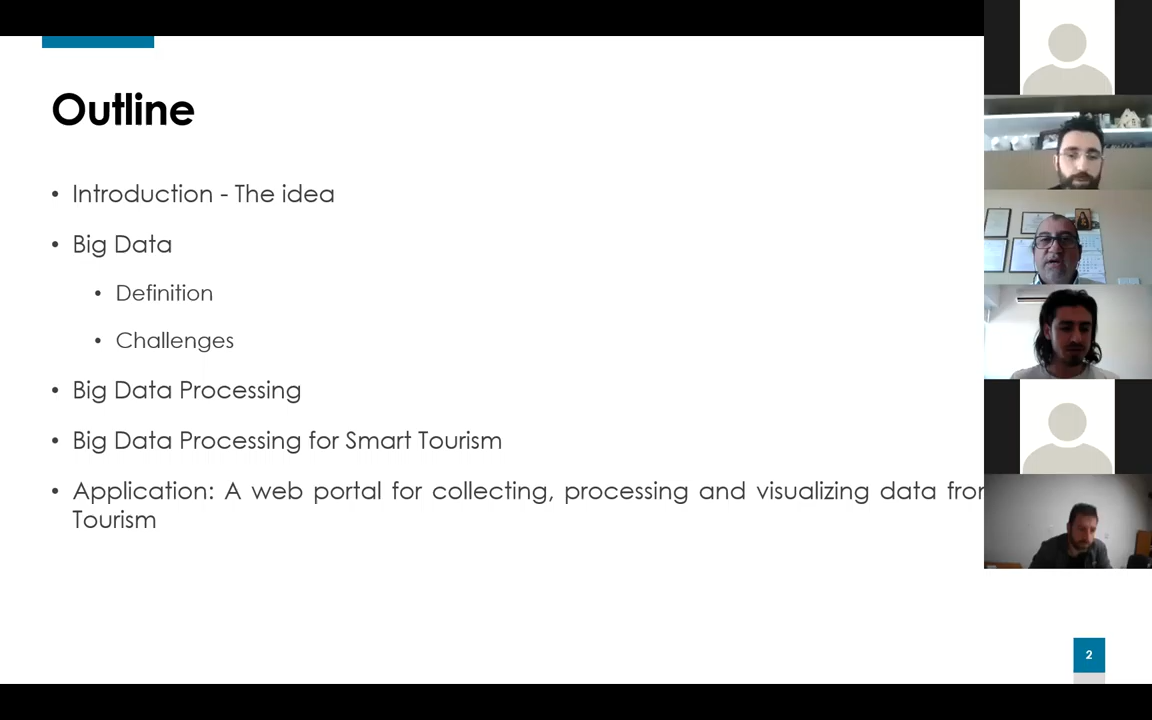 Outline
• Introduction - The idea
• Big Data
• Definition
• Challenges
• Big Data Processing
• Big Data Processing for Smart Tourism
• Application: A web portal for collecting, processing and visualizing data
Tourism
2